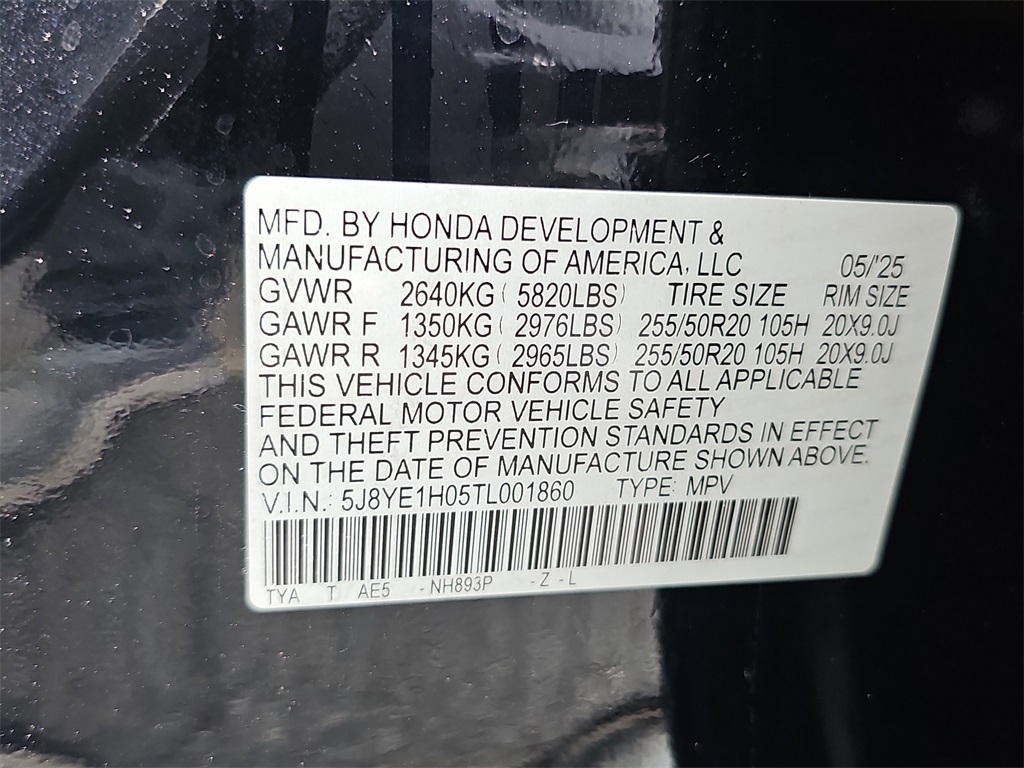 MFD. BY HONDA DEVELOPMENT &
MANUFACTURING OF AMERICA, LLC 05/'25
GVWR 2640KG ( 5820LBS) TIRE SIZE RIM SIZE
GAWR F 1350KG ( 2976LBS) 255/50R20 105H 20X9.0J
GAWR R 1345KG ( 2965LBS) 255/50R20 105H 20X9.0J
THIS VEHICLE CONFORMS TO ALL APPLICABLE
FEDERAL MOTOR VEHICLE SAFETY
AND THEFT PREVENTION STANDARDS IN EFFECT
ON THE DATE OF MANUFACTURE SHOWN ABOVE.
V.I.N.: 5J8YE1H05TL001860 TYPE: MPV
TYA T AE5 -NH893P -Z-L